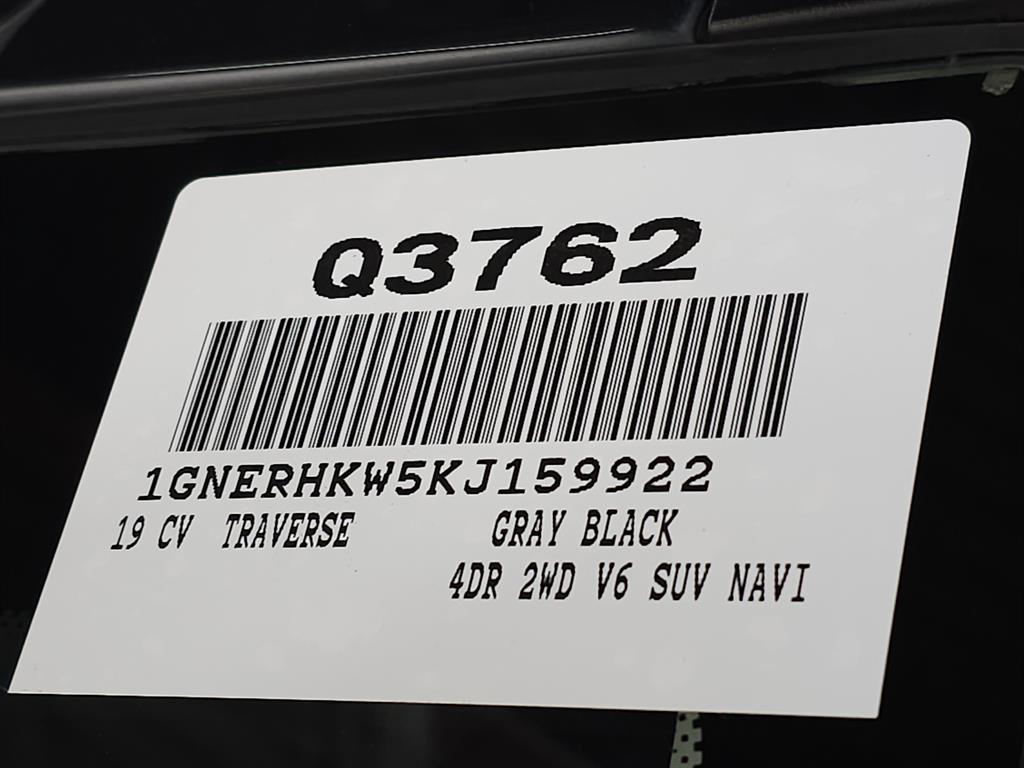 Q3762
1GNERHKW5KJ159922
19 CV TRAVERSE GRAY BLACK
4DR 2WD V6 SUV NAVI